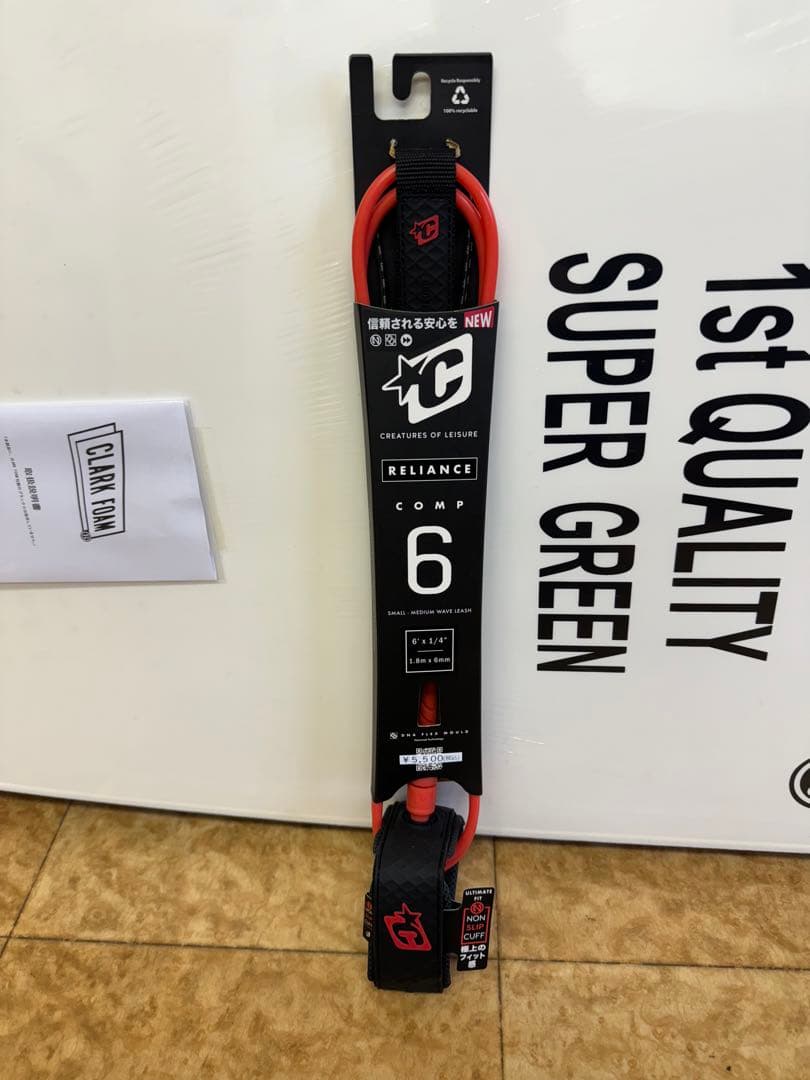 Recycle Responsibly
100% recyclable
信頼される安心を NEW
CREATURES OF LEISURE
RELIANCE
COMP
6
SMALL - MEDIUM WAVE LEASH
6' x 1/4"
1.8m x 6mm
DNA FLEX MOULD
¥5,500(税込)
ULTIMATE
FIT
NON
SLIP
CUFF
極上の
フィット
感
1st QUALITY
SUPER GREEN
CLARK FOAM
取扱説明書